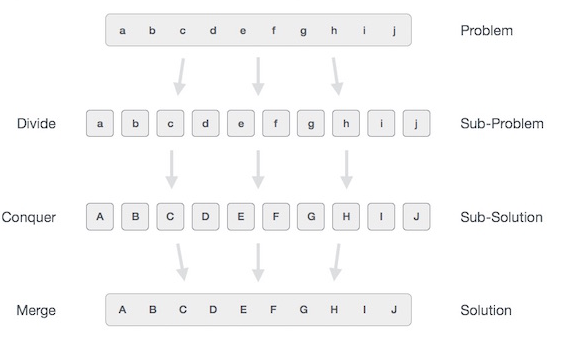 a b c d e f g h i j Problem
Divide a b c d e f g h i j Sub-Problem
Conquer A B C D E F G H I J Sub-Solution
Merge A B C D E F G H I J Solution